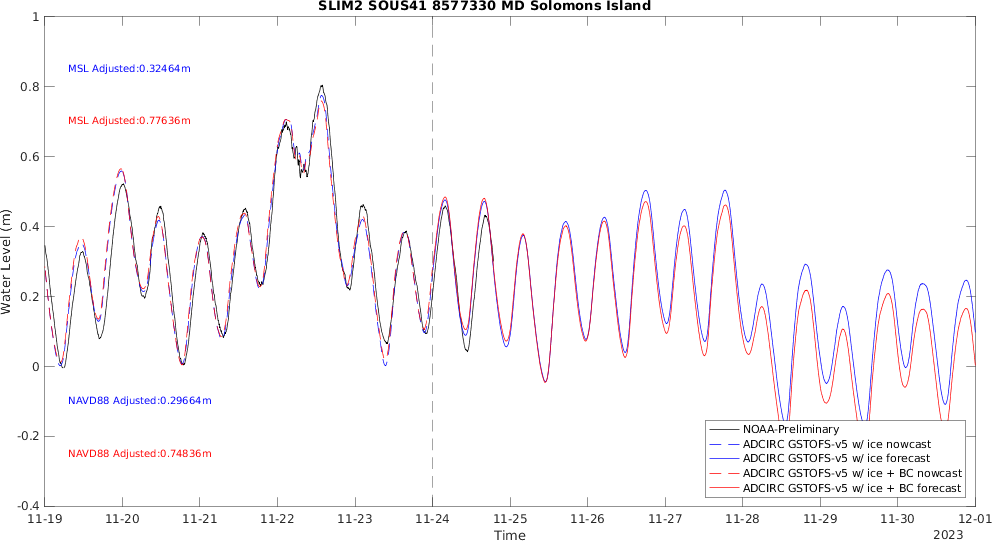 SLIM2 SOUS41 8577330 MD Solomons Island
Water Level (m)
1
0.8
0.6
0.4
0.2
0
-0.2
-0.4
MSL Adjusted:0.32464m
MSL Adjusted:0.77636m
NAVD88 Adjusted:0.29664m
NAVD88 Adjusted:0.74836m
NOAA-Preliminary
ADCIRC GSTOFS-v5 w/ ice nowcast
ADCIRC GSTOFS-v5 w/ ice forecast
ADCIRC GSTOFS-v5 w/ ice + BC nowcast
ADCIRC GSTOFS-v5 w/ ice + BC forecast
11-19 11-20 11-21 11-22 11-23 11-24 11-25 11-26 11-27 11-28 11-29 11-30 12-01
Time
2023